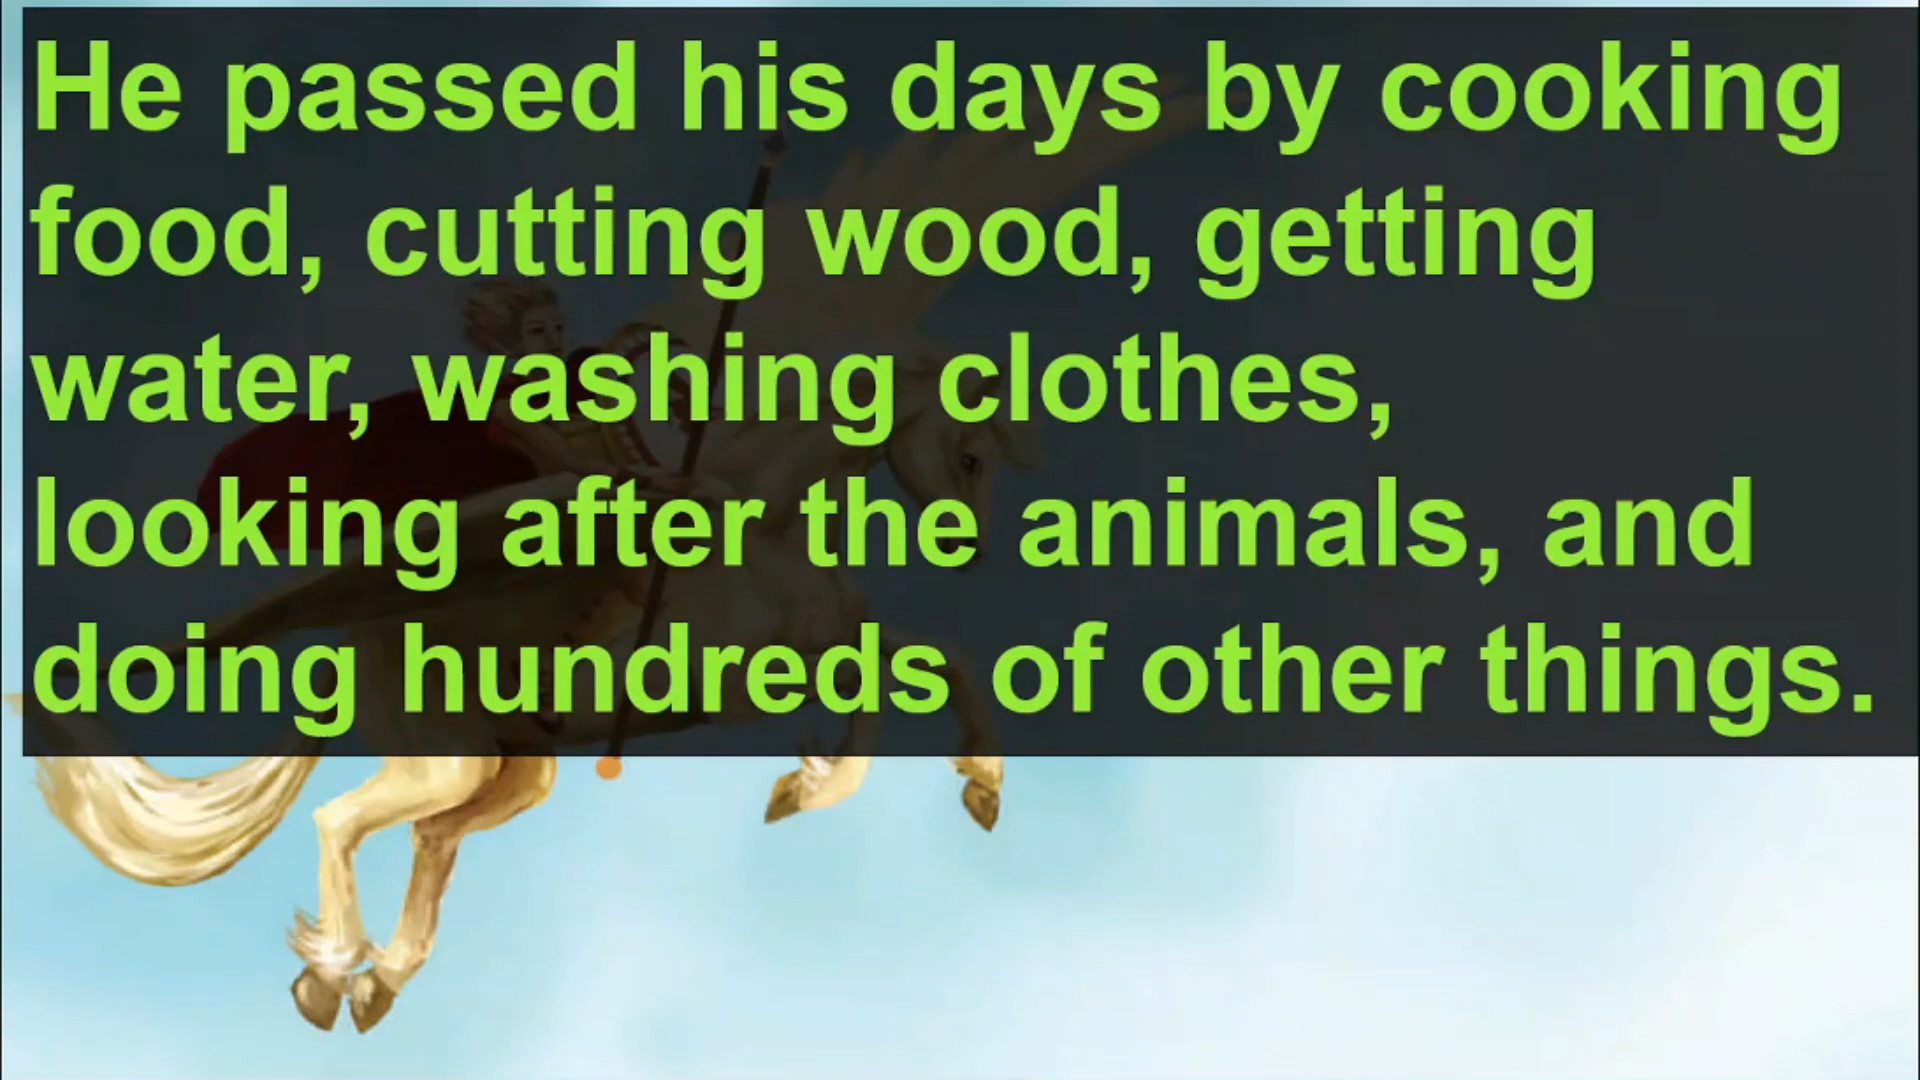 He passed his days by cooking
food, cutting wood, getting
water, washing clothes,
looking after the animals, and
doing hundreds of other things.